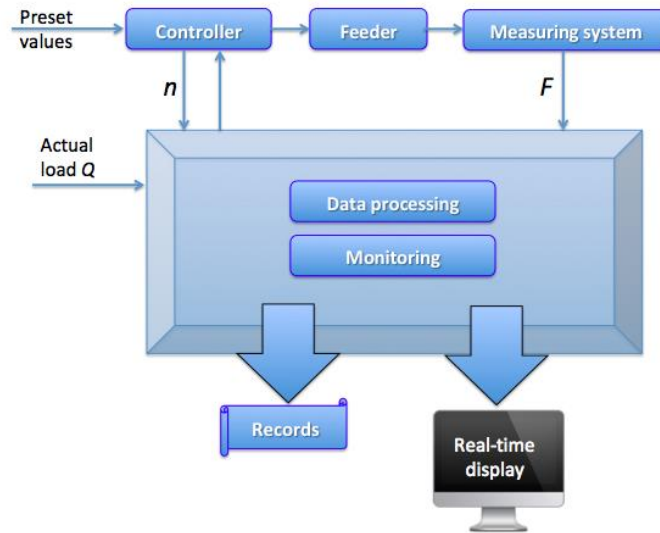 Preset
values
Controller
Feeder
Measuring system
n
F
Actual
load Q
Data processing
Monitoring
Records
Real-time
display